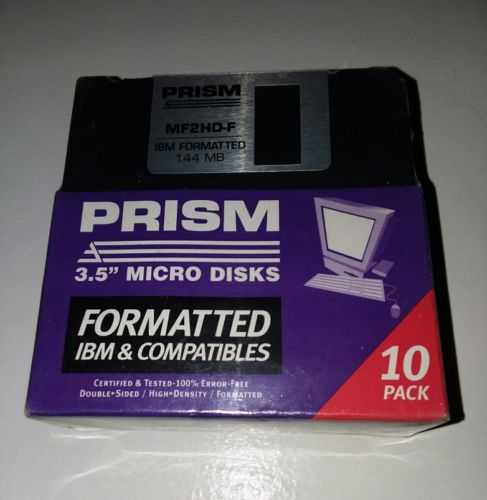 PRISM
MF2HD-F
IBM FORMATTED
1.44 MB
PRISM
3.5" MICRO DISKS
FORMATTED
IBM & COMPATIBLES
CERTIFIED & TESTED-100% ERROR-FREE
DOUBLE-SIDED / HIGH-DENSITY / FORMATTED
10
PACK